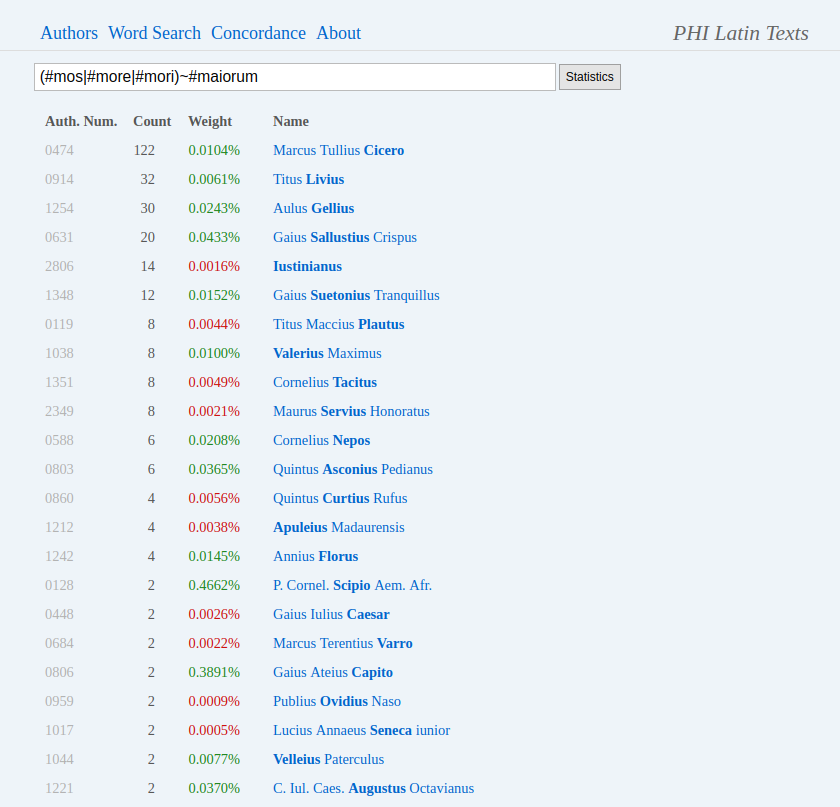 Authors Word Search Concordance About PHI Latin Texts
(#mos|#more|#mori)~#maiorum Statistics
Auth. Num. Count Weight Name
0474 122 0.0104% Marcus Tullius Cicero
0914 32 0.0061% Titus Livius
1254 30 0.0243% Aulus Gellius
0631 20 0.0433% Gaius Sallustius Crispus
2806 14 0.0016% Iustinianus
1348 12 0.0152% Gaius Suetonius Tranquillus
0119 8 0.0044% Titus Maccius Plautus
1038 8 0.0100% Valerius Maximus
1351 8 0.0049% Cornelius Tacitus
2349 8 0.0021% Maurus Servius Honoratus
0588 6 0.0208% Cornelius Nepos
0803 6 0.0365% Quintus Asconius Pedianus
0860 4 0.0056% Quintus Curtius Rufus
1212 4 0.0038% Apuleius Madaurensis
1242 4 0.0145% Annius Florus
0128 2 0.4662% P. Cornel. Scipio Aem. Afr.
0448 2 0.0026% Gaius Iulius Caesar
0684 2 0.0022% Marcus Terentius Varro
0806 2 0.3891% Gaius Ateius Capito
0959 2 0.0009% Publius Ovidius Naso
1017 2 0.0005% Lucius Annaeus Seneca iunior
1044 2 0.0077% Velleius Paterculus
1221 2 0.0370% C. Iul. Caes. Augustus Octavianus